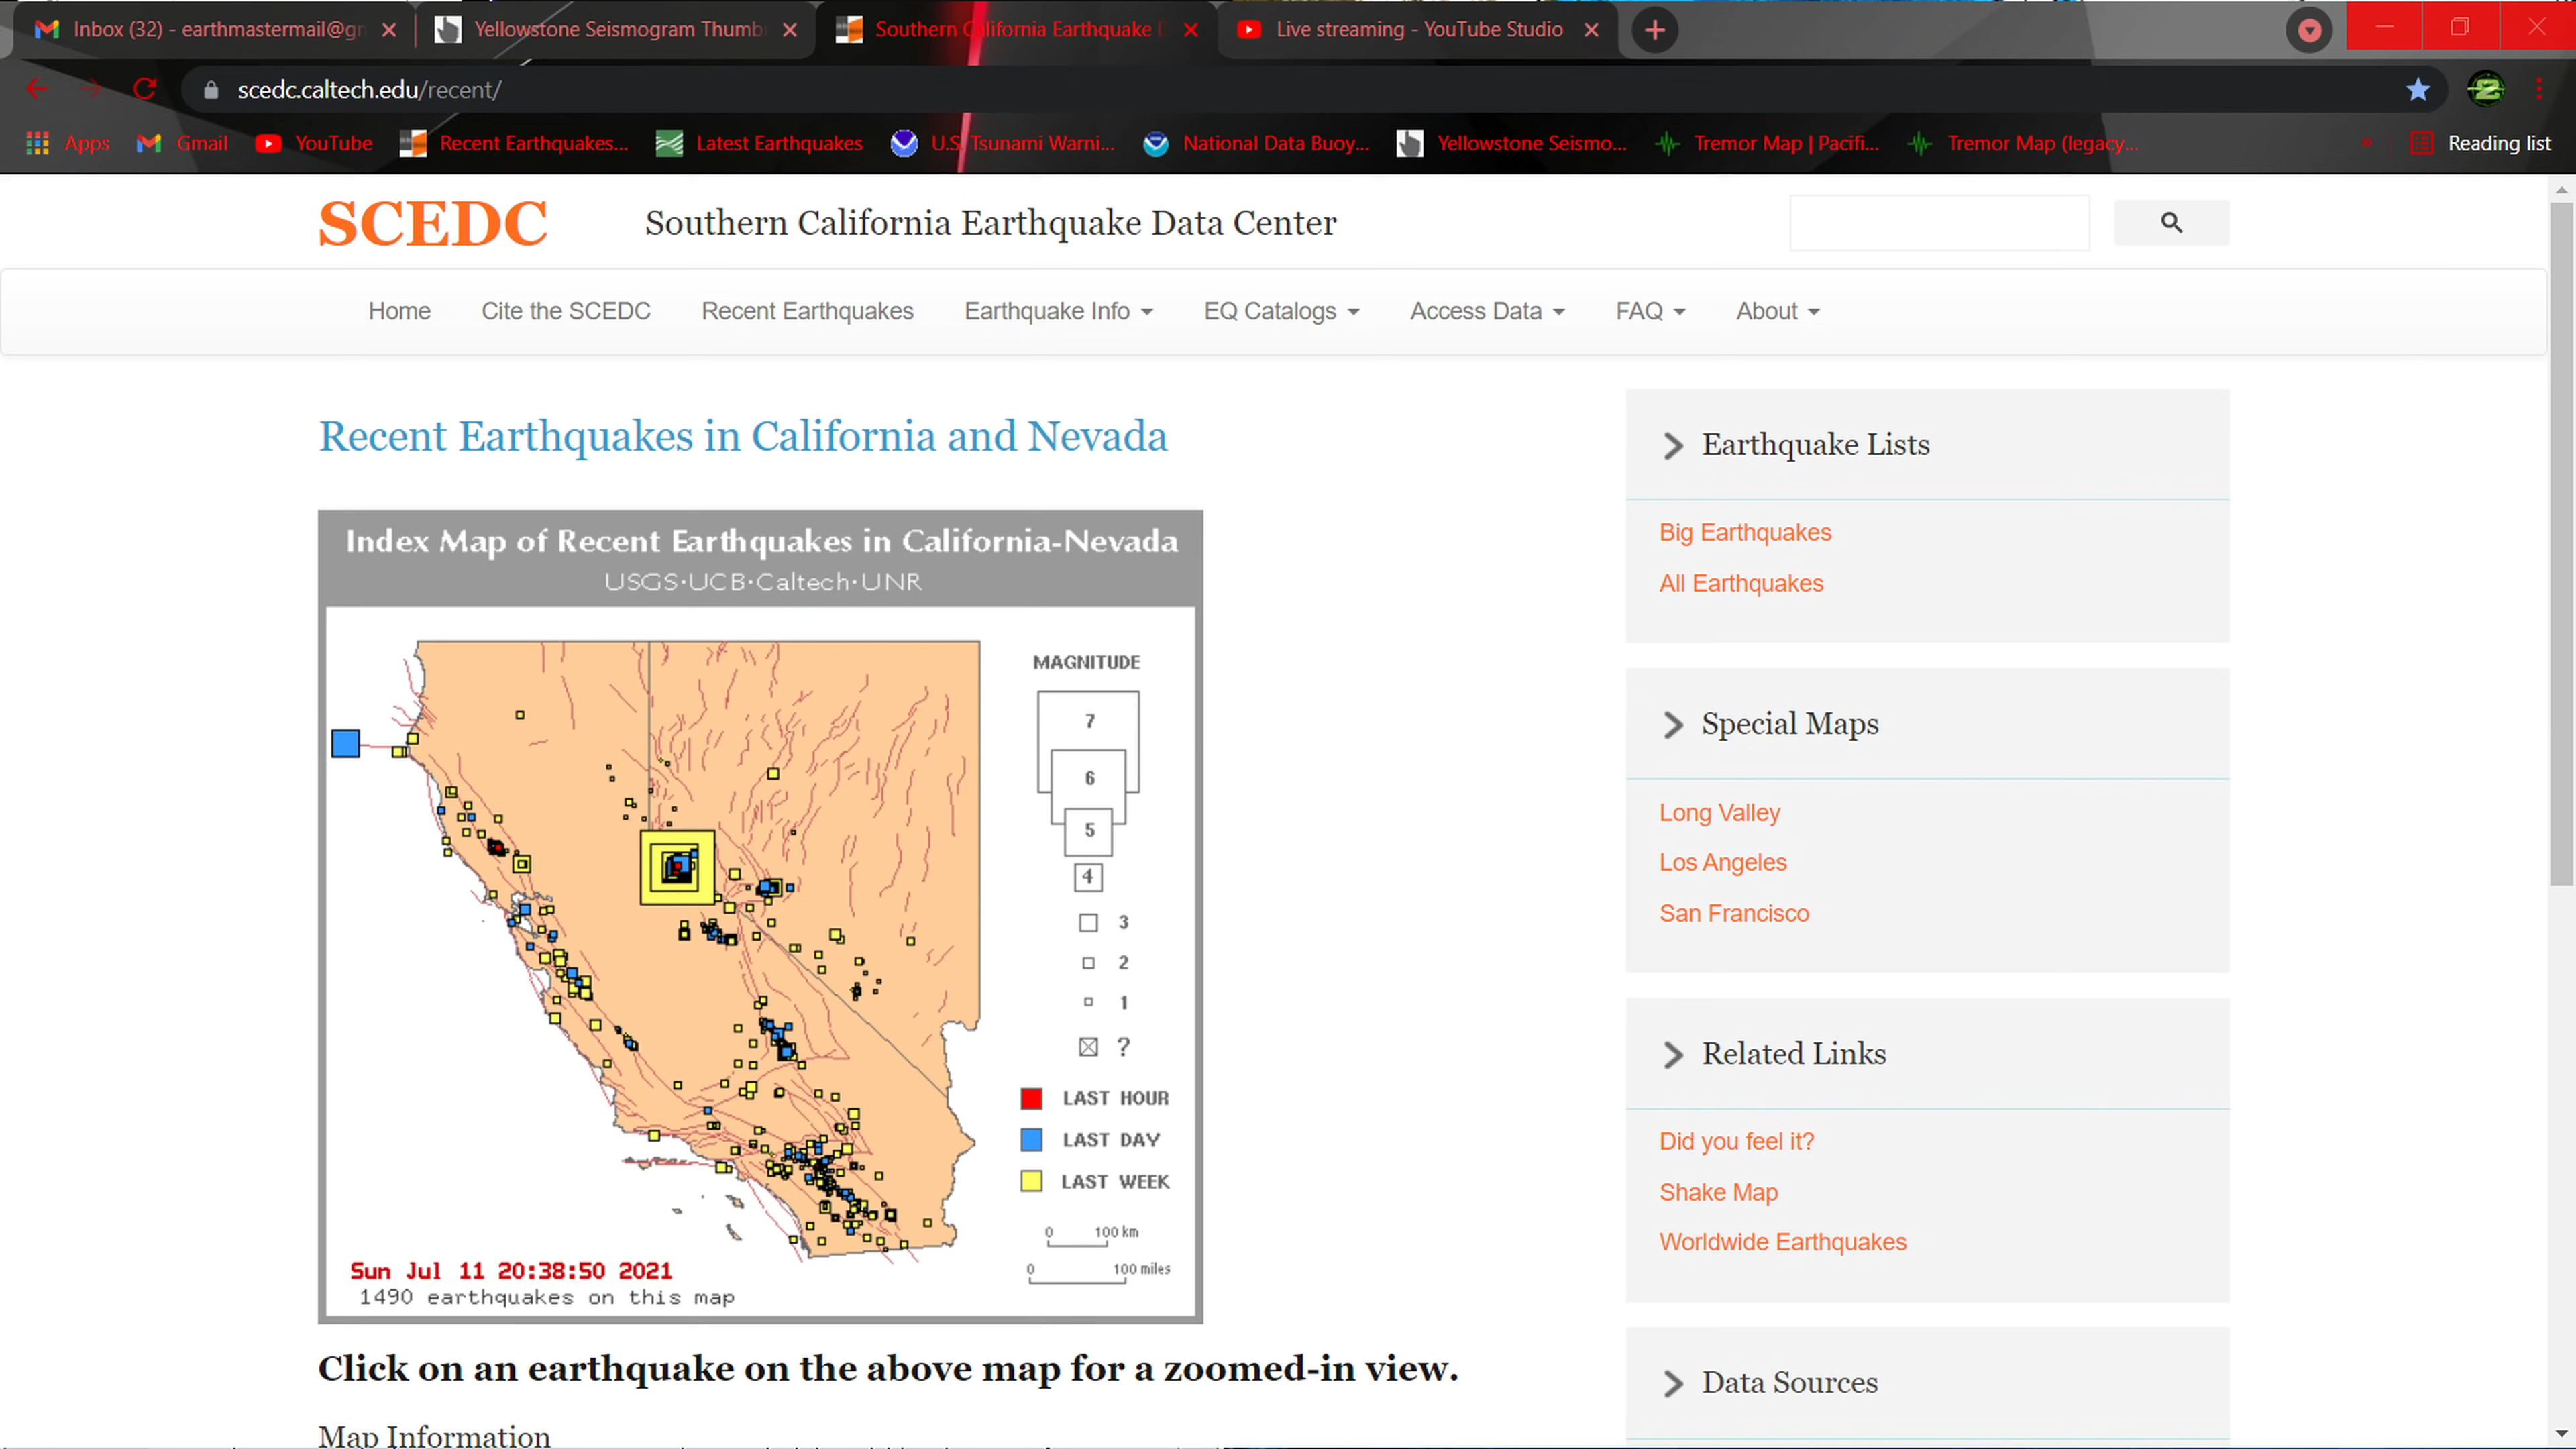 Inbox (32) - earthmastermail@gm
Yellowstone Seismogram Thumb
Southern California Earthquake D
Live streaming - YouTube Studio
scedc.caltech.edu/recent/
Apps
Gmail
YouTube
Recent Earthquakes...
Latest Earthquakes
U.S. Tsunami Warni...
National Data Buoy...
Yellowstone Seismo...
Tremor Map | Pacifi...
Tremor Map (legacy...
»
Reading list
SCEDC
Southern California Earthquake Data Center
Home
Cite the SCEDC
Recent Earthquakes
Earthquake Info
EQ Catalogs
Access Data
FAQ
About
Recent Earthquakes in California and Nevada
Index Map of Recent Earthquakes in California-Nevada
USGS·UCB·Caltech·UNR
MAGNITUDE
7
6
5
4
3
2
1
?
LAST HOUR
LAST DAY
LAST WEEK
0 100 km
0 100 miles
Sun Jul 11 20:38:50 2021
1490 earthquakes on this map
Click on an earthquake on the above map for a zoomed-in view.
Map Information
Earthquake Lists
Big Earthquakes
All Earthquakes
Special Maps
Long Valley
Los Angeles
San Francisco
Related Links
Did you feel it?
Shake Map
Worldwide Earthquakes
Data Sources